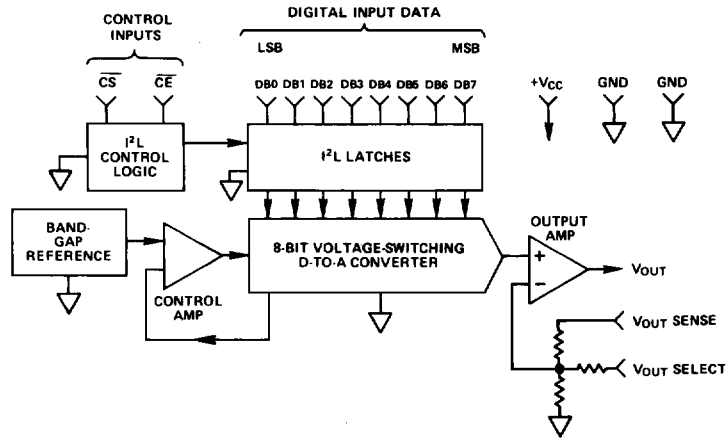 CONTROL
INPUTS
DIGITAL INPUT DATA
LSB
MSB
CS
CE
DB0 DB1 DB2 DB3 DB4 DB5 DB6 DB7
+VCC
GND
GND
I²L
CONTROL
LOGIC
I²L LATCHES
BAND-
GAP
REFERENCE
CONTROL
AMP
8-BIT VOLTAGE-SWITCHING
D-TO-A CONVERTER
OUTPUT
AMP
+
−
VOUT
VOUT SENSE
VOUT SELECT